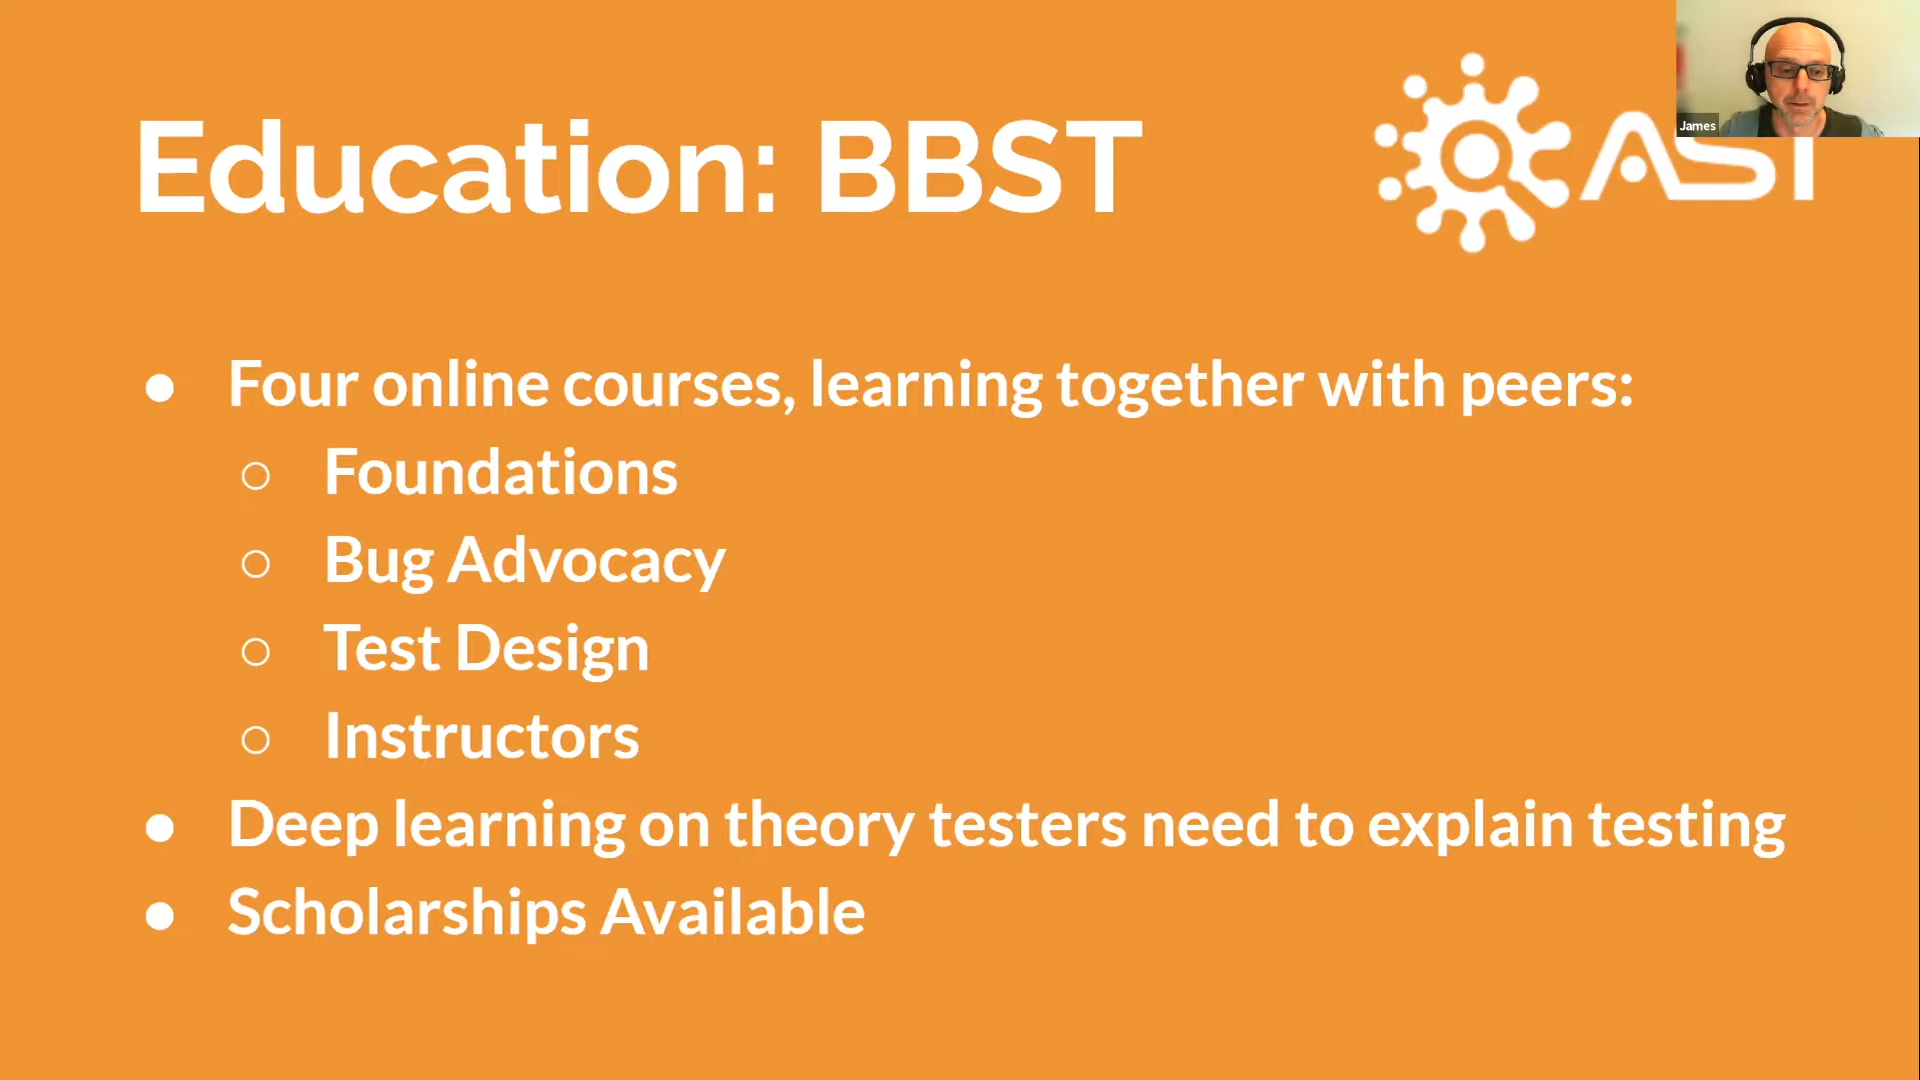 James
Education: BBST
AST
Four online courses, learning together with peers:
Foundations
Bug Advocacy
Test Design
Instructors
Deep learning on theory testers need to explain testing
Scholarships Available